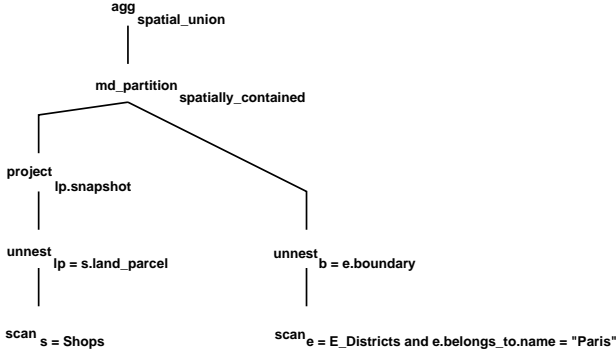 agg spatial_union
md_partition spatially_contained
project lp.snapshot
unnest lp = s.land_parcel
unnest b = e.boundary
scan s = Shops
scan e = E_Districts and e.belongs_to.name = "Paris"